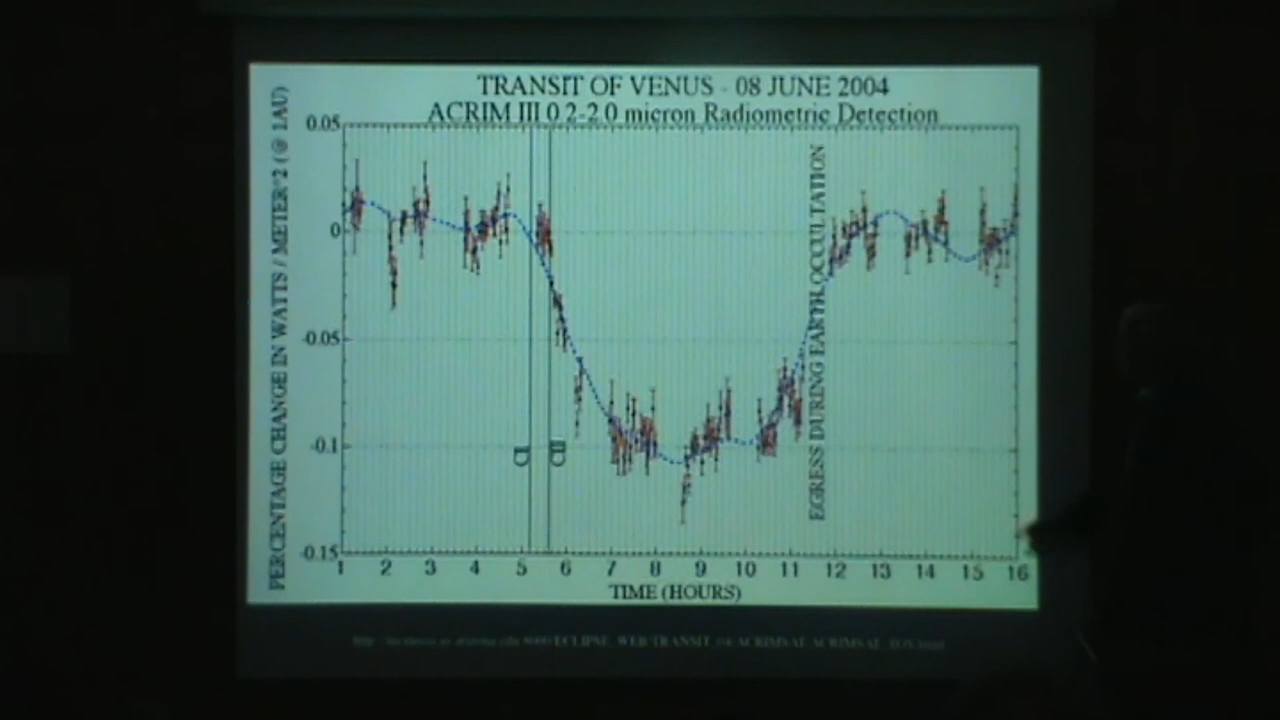 TRANSIT OF VENUS - 08 JUNE 2004
ACRIM III 0.2-2.0 micron Radiometric Detection
PERCENTAGE CHANGE IN WATTS / METER^2 (@ 1AU)
0.05
0
-0.05
-0.1
-0.15
EGRESS DURING EARTH OCCULTATION
1 2 3 4 5 6 7 8 9 10 11 12 13 14 15 16
TIME (HOURS)